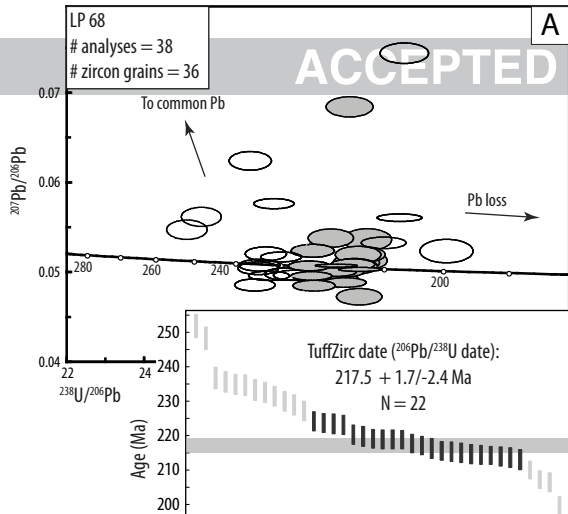 LP 68
# analyses = 38
# zircon grains = 36
A
ACCEPTED
0.07
To common Pb
0.06
207Pb/206Pb
Pb loss
0.05
280
260
240
200
0.04
22
24
238U/206Pb
250
240
230
220
210
200
Age (Ma)
TuffZirc date (206Pb/238U date):
217.5 + 1.7/-2.4 Ma
N = 22